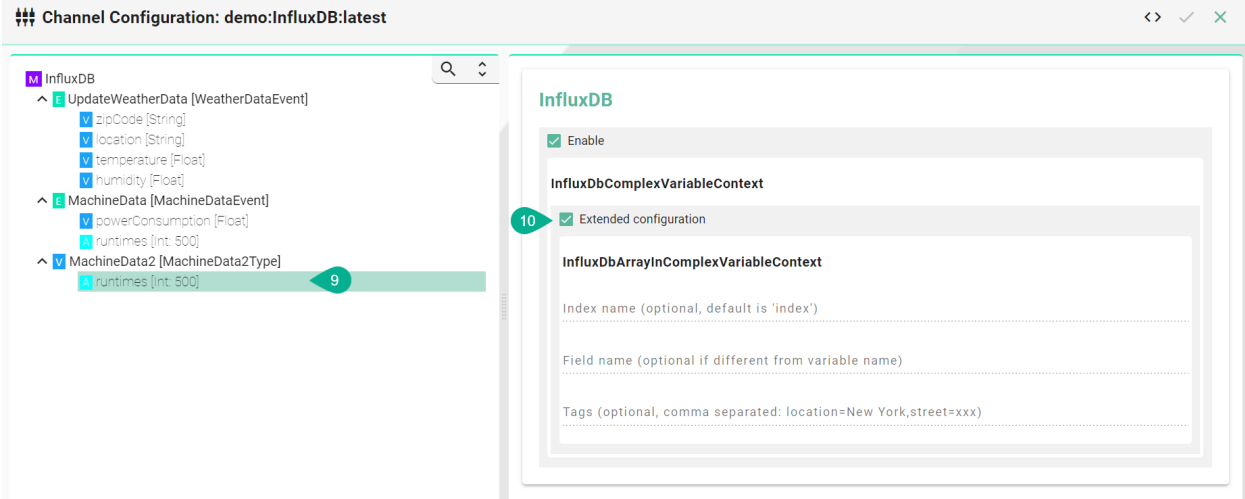 Channel Configuration: demo:InfluxDB:latest
M InfluxDB
E UpdateWeatherData [WeatherDataEvent]
V zipCode [String]
V location [String]
V temperature [Float]
V humidity [Float]
E MachineData [MachineDataEvent]
V powerConsumption [Float]
A runtimes [Int: 500]
V MachineData2 [MachineData2Type]
A runtimes [Int: 500]
9
InfluxDB
Enable
InfluxDbComplexVariableContext
10 Extended configuration
InfluxDbArrayInComplexVariableContext
Index name (optional, default is 'index')
Field name (optional if different from variable name)
Tags (optional, comma separated: location=New York,street=xxx)